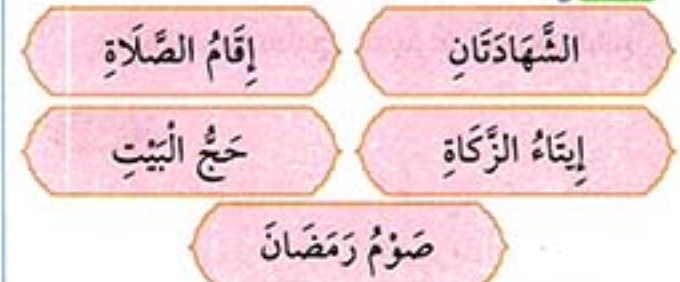 الشَّهَادَتَانِ
إِقَامُ الصَّلَاةِ
إِيتَاءُ الزَّكَاةِ
حَجُّ الْبَيْتِ
صَوْمُ رَمَضَانَ